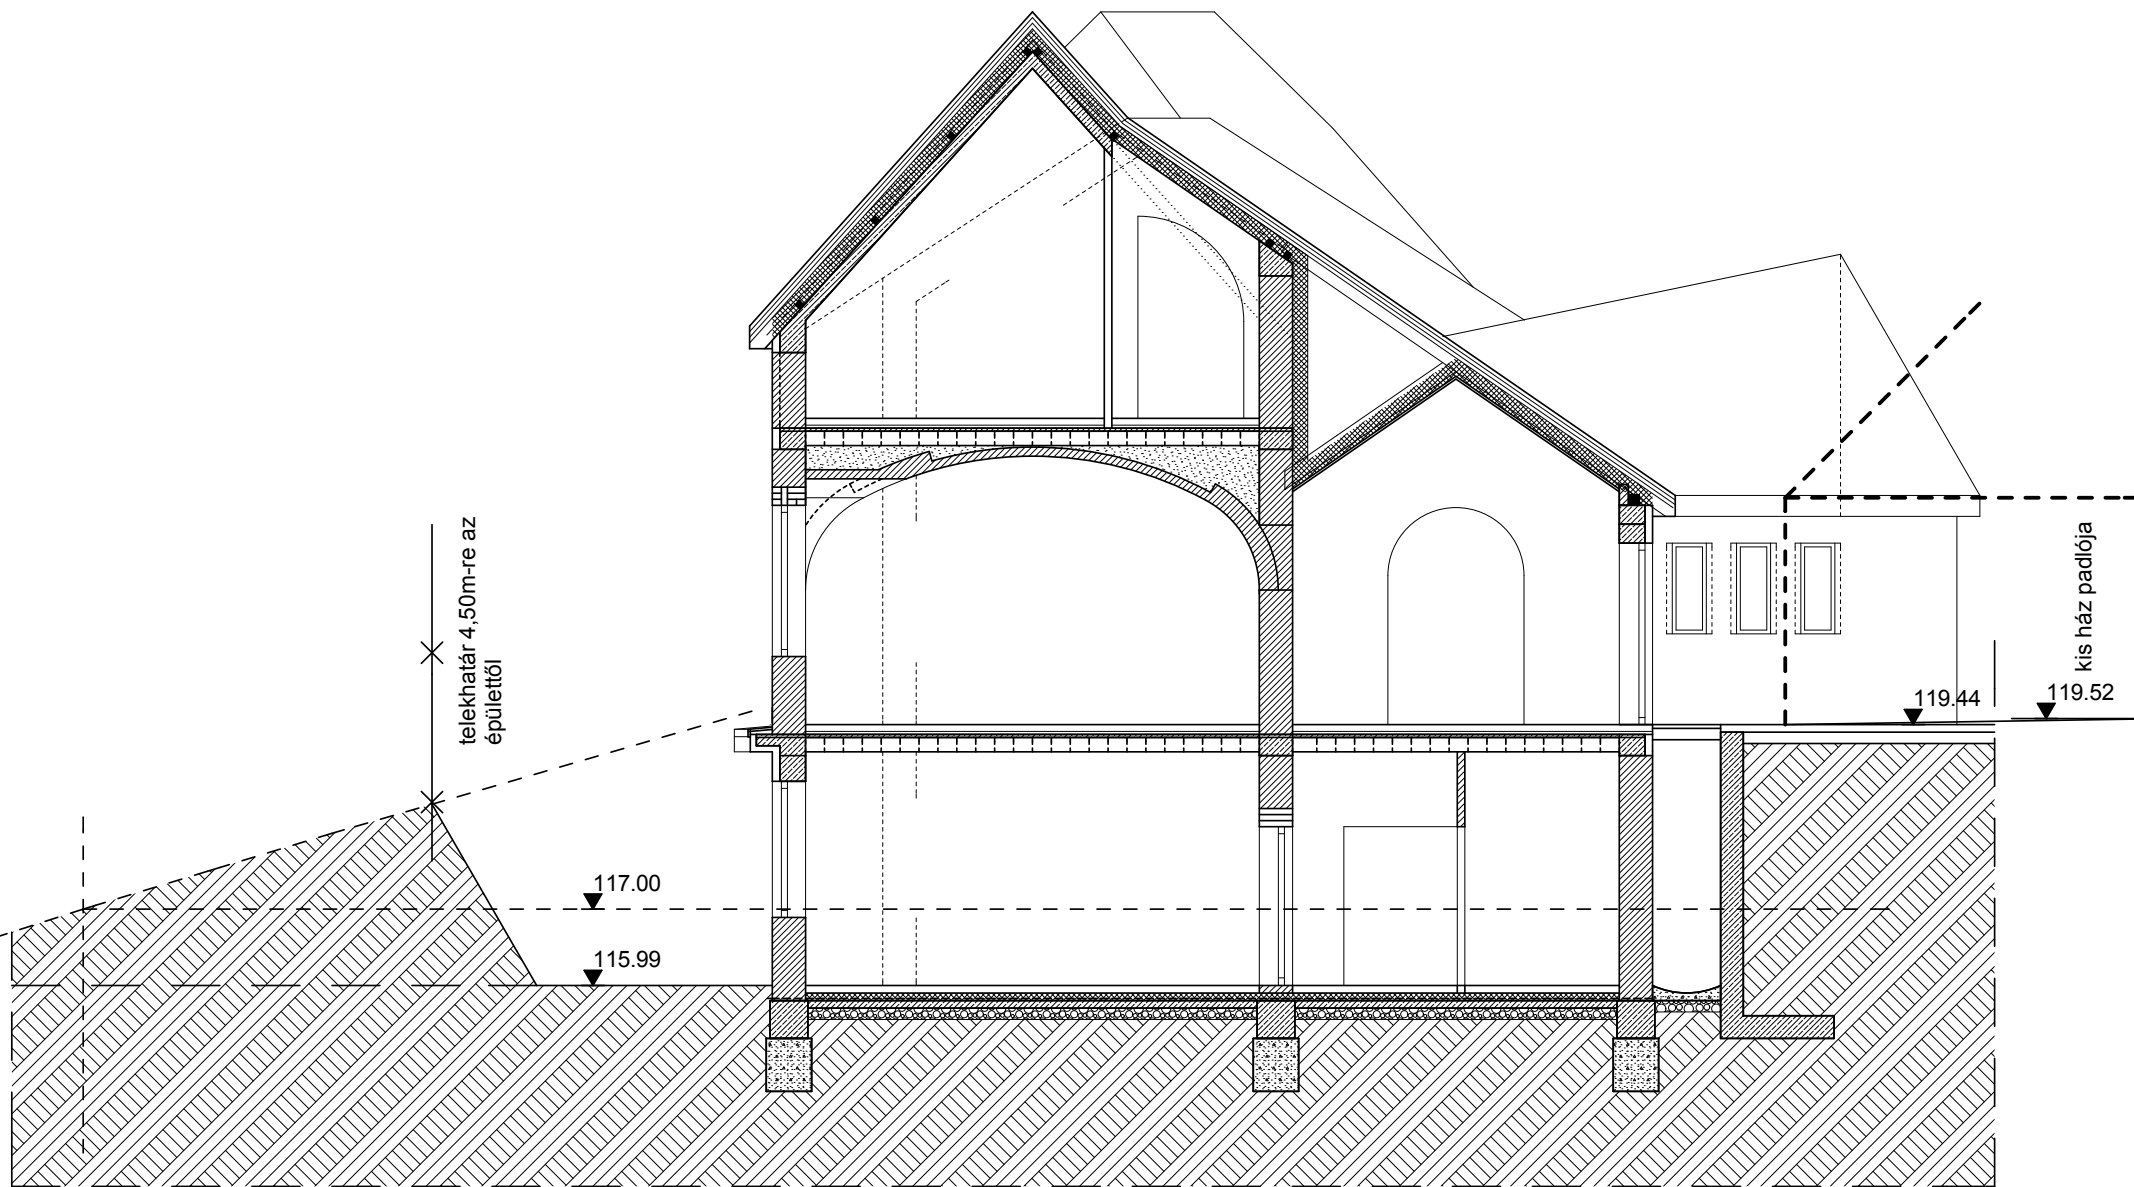 telekhatár 4,50m-re az
épülettől
kis ház padlója
119.44
119.52
117.00
115.99